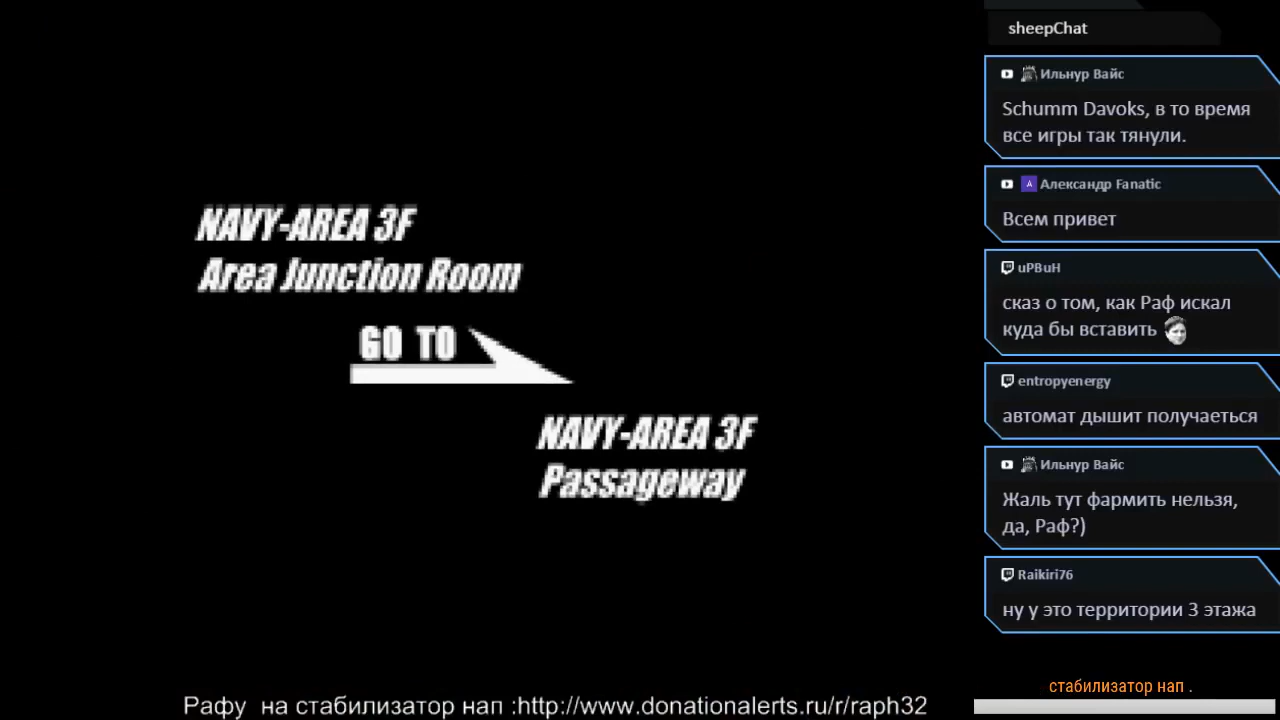 NAVY-AREA 3F
Area Junction Room
GO TO
NAVY-AREA 3F
Passageway
Рафу на стабилизатор нап :http://www.donationalerts.ru/r/raph32
sheepChat
Ильнур Вайс
Schumm Davoks, в то время
все игры так тянули.
А Александр Fanatic
Всем привет
uPBuH
сказ о том, как Раф искал
куда бы вставить
entropyenergy
автомат дышит получаеться
Ильнур Вайс
Жаль тут фармить нельзя,
да, Раф?)
Raikiri76
ну у это территории 3 этажа
стабилизатор нап .